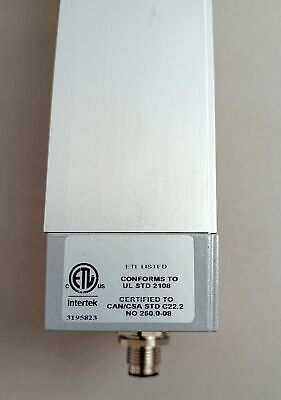 ETL LISTED
CONFORMS TO
UL STD 2108
CERTIFIED TO
CAN/CSA STD C22.2
NO 250.0-08
ETL
C US
Intertek
3195823